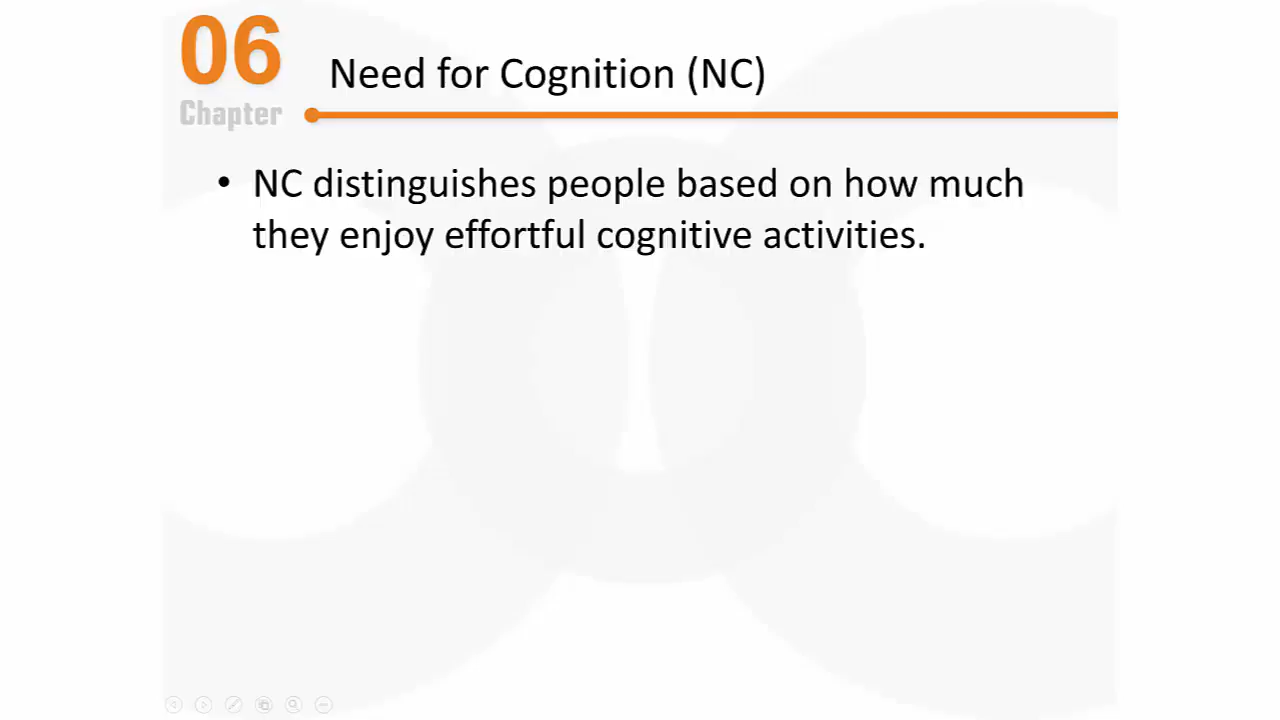 06
Chapter
Need for Cognition (NC)
• NC distinguishes people based on how much
they enjoy effortful cognitive activities.